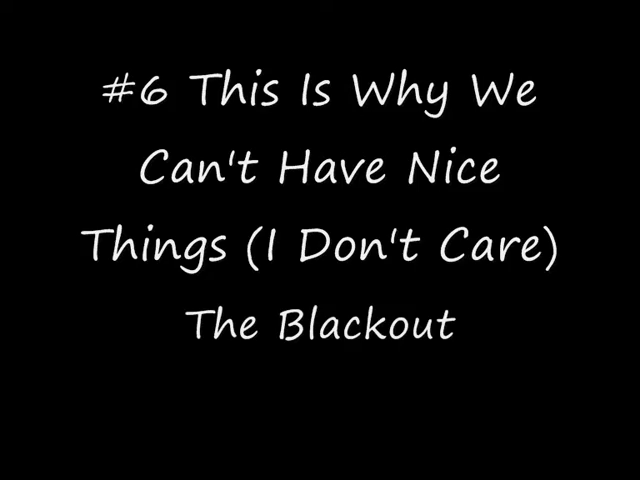 #6 This Is Why We
Can't Have Nice
Things (I Don't Care)
The Blackout